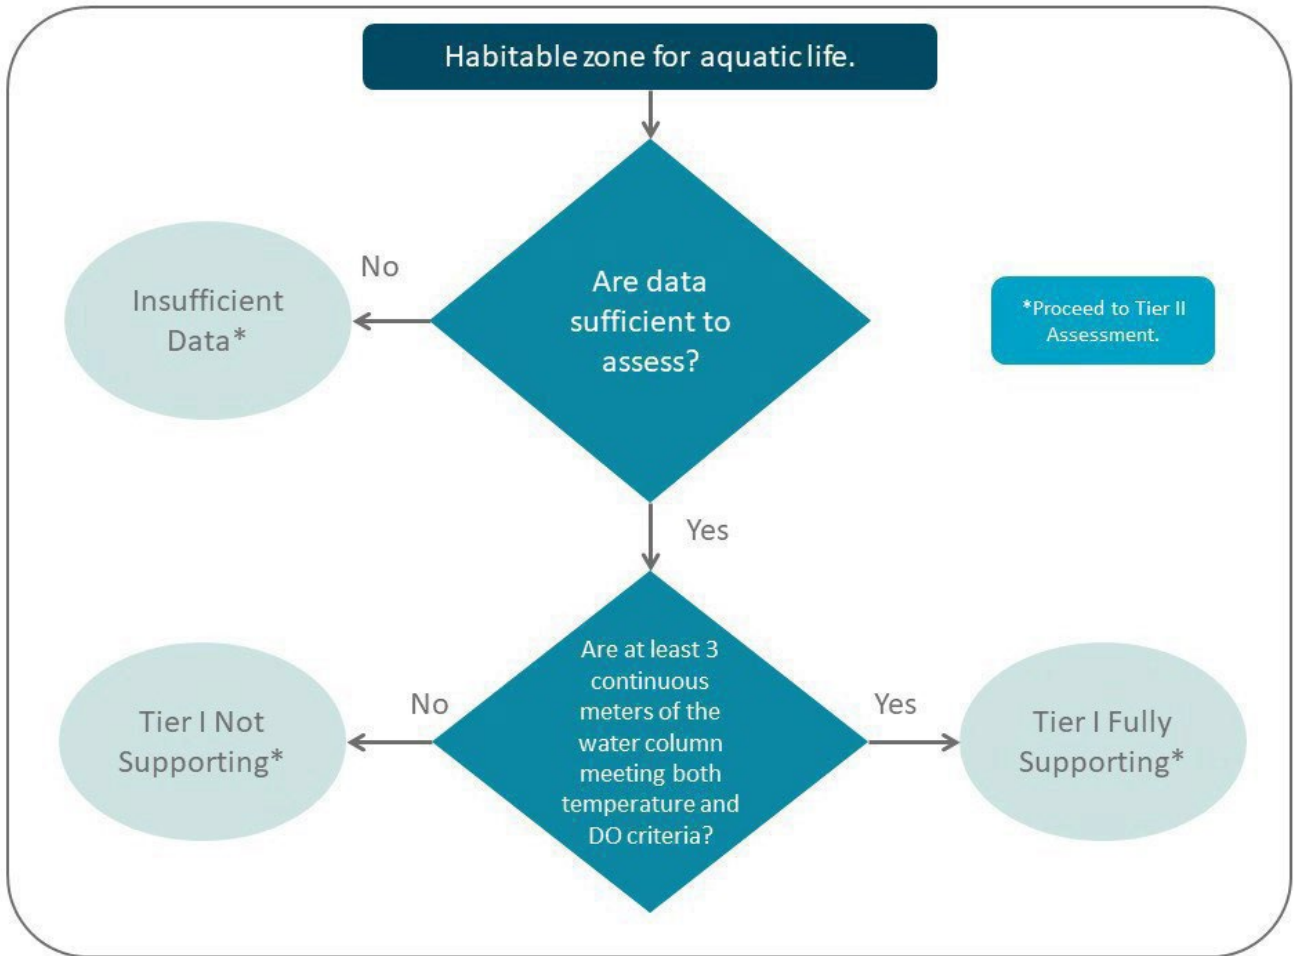 Habitable zone for aquatic life.
No
Insufficient
Data*
Are data
sufficient to
assess?
*Proceed to Tier II
Assessment.
Yes
No
Tier I Not
Supporting*
Are at least 3
continuous
meters of the
water column
meeting both
temperature and
DO criteria?
Yes
Tier I Fully
Supporting*